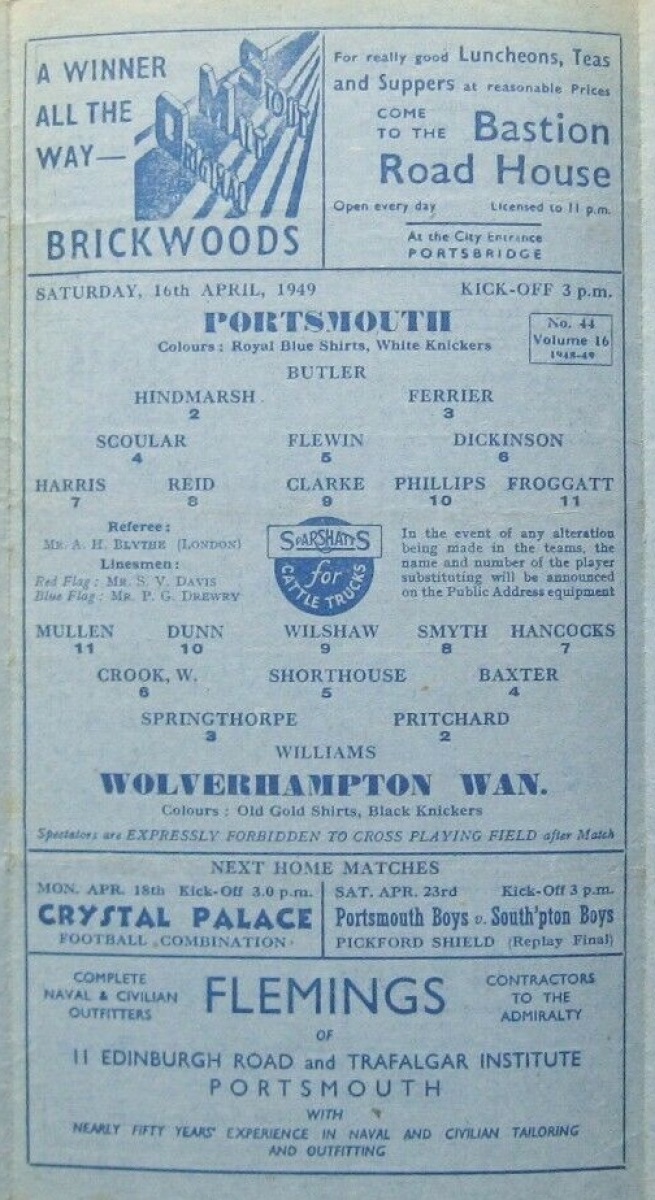 A WINNER
ALL THE
WAY—
ORIGINAL
MALT
STOUT
OMS
BRICKWOODS
For really good Luncheons, Teas
and Suppers at reasonable Prices
COME
TO THE Bastion
Road House
Open every day Licensed to 11 p.m.
At the City Entrance
PORTSBRIDGE
SATURDAY, 16th APRIL, 1949 KICK-OFF 3 p.m.
PORTSMOUTH
Colours : Royal Blue Shirts, White Knickers
No. 44
Volume 16
1948-49
BUTLER
HINDMARSH FERRIER
2 3
SCOULAR FLEWIN DICKINSON
4 5 6
HARRIS REID CLARKE PHILLIPS FROGGATT
7 8 9 10 11
Referee :
MR. A. H. BLYTHE (LONDON)
Linesmen :
Red Flag : MR. S. V. DAVIS
Blue Flag : MR. P. G. DREWRY
SPARSHATTS
for
CATTLE TRUCKS
In the event of any alteration
being made in the teams, the
name and number of the player
substituting will be announced
on the Public Address equipment
MULLEN DUNN WILSHAW SMYTH HANCOCKS
11 10 9 8 7
CROOK, W. SHORTHOUSE BAXTER
6 5 4
SPRINGTHORPE PRITCHARD
3 2
WILLIAMS
WOLVERHAMPTON WAN.
Colours : Old Gold Shirts, Black Knickers
Spectators are EXPRESSLY FORBIDDEN TO CROSS PLAYING FIELD after Match
NEXT HOME MATCHES
MON. APR. 18th Kick-Off 3.0 p.m.
CRYSTAL PALACE
FOOTBALL COMBINATION
SAT. APR. 23rd Kick-Off 3 p.m.
Portsmouth Boys v. South'pton Boys
PICKFORD SHIELD (Replay Final)
COMPLETE
NAVAL & CIVILIAN
OUTFITTERS
FLEMINGS
CONTRACTORS
TO THE
ADMIRALTY
OF
11 EDINBURGH ROAD and TRAFALGAR INSTITUTE
PORTSMOUTH
WITH
NEARLY FIFTY YEARS' EXPERIENCE IN NAVAL AND CIVILIAN TAILORING
AND OUTFITTING